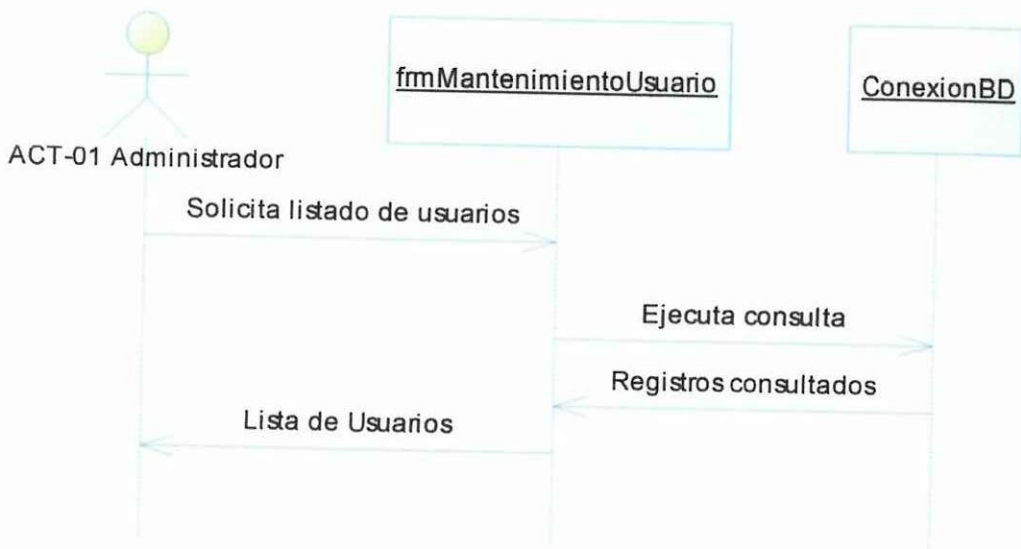 frmMantenimientoUsuario
ConexionBD
ACT-01 Administrador
Solicita listado de usuarios
Ejecuta consulta
Registros consultados
Lista de Usuarios